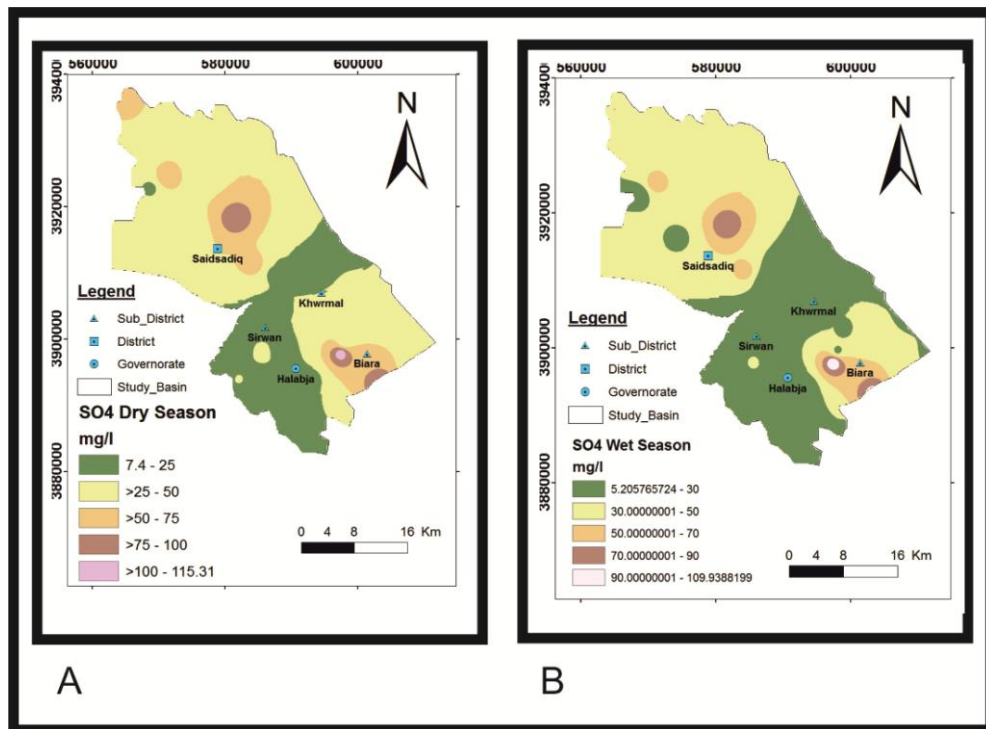 560000 580000 600000
39400
N
3920000
Saidsadiq
Legend
Khwrmal
Sub_District
Sirwan
3900000
District
Biara
Governorate
Halabja
Study_Basin
SO4 Dry Season
mg/l
3880000
7.4 - 25
>25 - 50
>50 - 75
0 4 8 16 Km
>75 - 100
>100 - 115.31
A
560000 580000 600000
39400
N
3920000
Saidsadiq
Legend
Khwrmal
Sub_District
Sirwan
3900000
District
Biara
Governorate
Halabja
Study_Basin
SO4 Wet Season
mg/l
3880000
5.205765724 - 30
30.00000001 - 50
50.00000001 - 70
0 4 8 16 Km
70.00000001 - 90
90.00000001 - 109.9388199
B